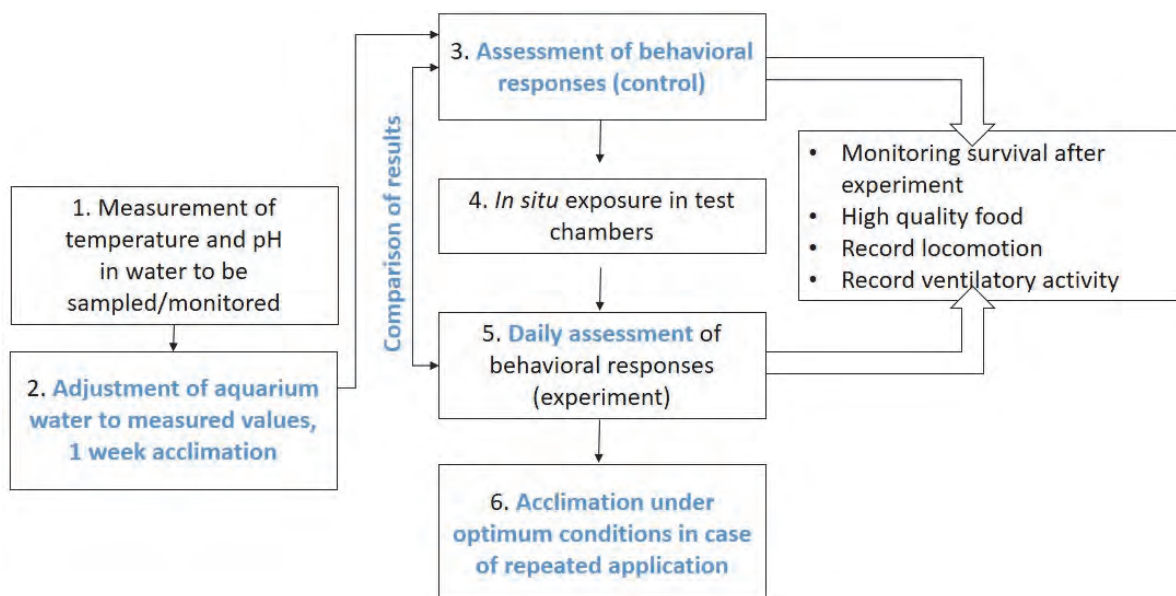 1. Measurement of
temperature and pH
in water to be
sampled/monitored
2. Adjustment of aquarium
water to measured values,
1 week acclimation
Comparison of results
3. Assessment of behavioral
responses (control)
4. In situ exposure in test
chambers
5. Daily assessment of
behavioral responses
(experiment)
6. Acclimation under
optimum conditions in case
of repeated application
• Monitoring survival after
experiment
• High quality food
• Record locomotion
• Record ventilatory activity